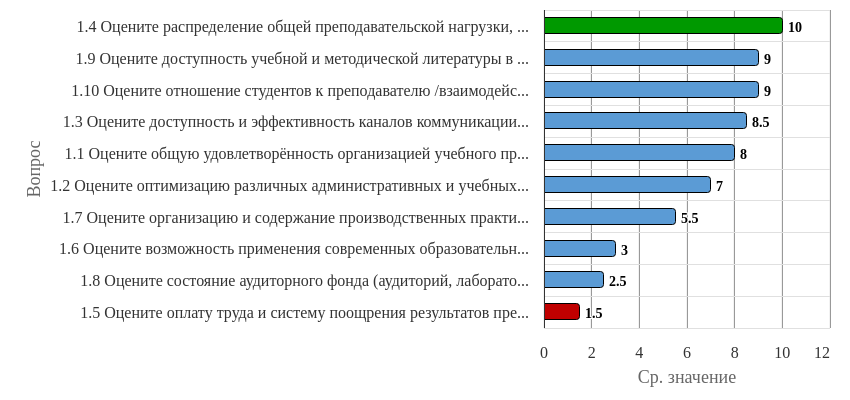 1.4 Оцените распределение общей преподавательской нагрузки, ... 10
1.9 Оцените доступность учебной и методической литературы в ... 9
1.10 Оцените отношение студентов к преподавателю /взаимодейс... 9
1.3 Оцените доступность и эффективность каналов коммуникации... 8.5
1.1 Оцените общую удовлетворённость организацией учебного пр... 8
1.2 Оцените оптимизацию различных административных и учебных... 7
1.7 Оцените организацию и содержание производственных практи... 5.5
1.6 Оцените возможность применения современных образовательн... 3
1.8 Оцените состояние аудиторного фонда (аудиторий, лаборато... 2.5
1.5 Оцените оплату труда и систему поощрения результатов пре... 1.5
Вопрос
0 2 4 6 8 10 12
Ср. значение